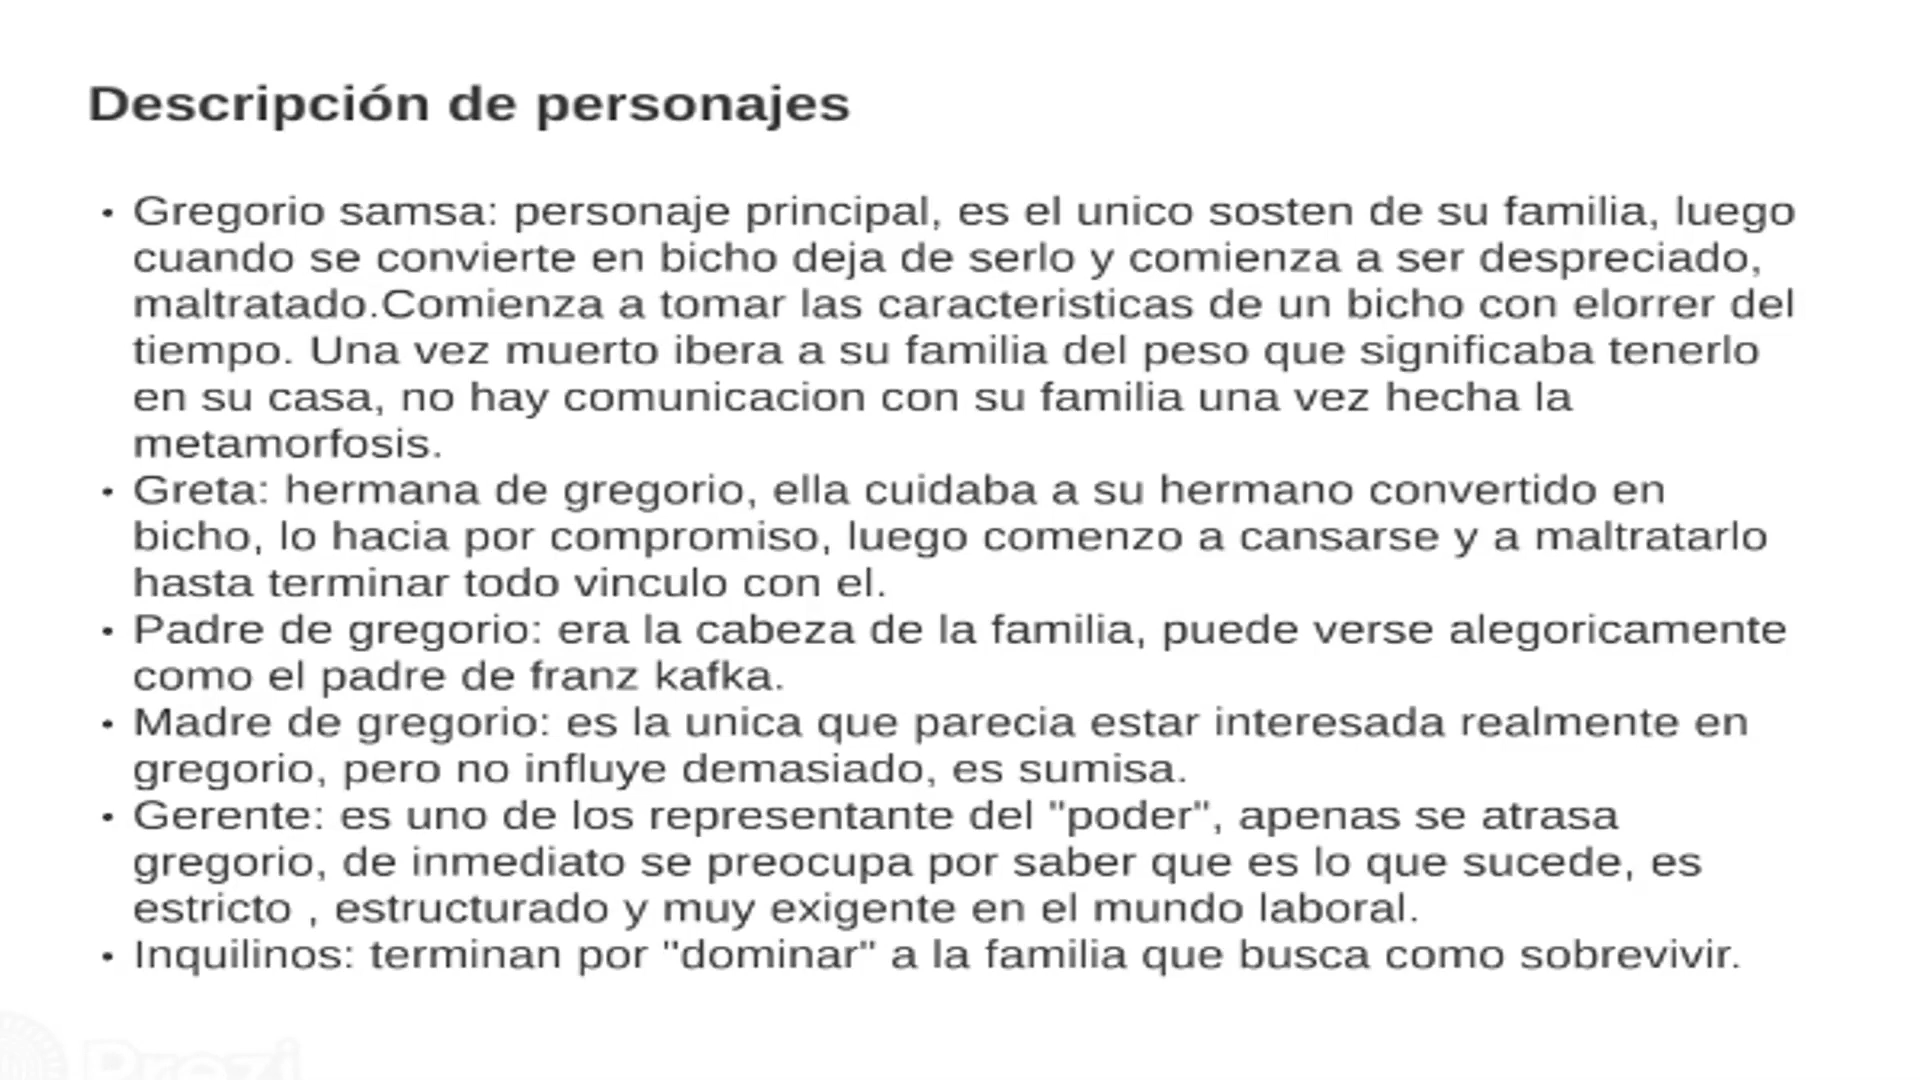 Descripción de personajes
• Gregorio samsa: personaje principal, es el unico sosten de su familia, luego
cuando se convierte en bicho deja de serlo y comienza a ser despreciado,
maltratado.Comienza a tomar las caracteristicas de un bicho con elorrer del
tiempo. Una vez muerto ibera a su familia del peso que significaba tenerlo
en su casa, no hay comunicacion con su familia una vez hecha la
metamorfosis.
• Greta: hermana de gregorio, ella cuidaba a su hermano convertido en
bicho, lo hacia por compromiso, luego comenzo a cansarse y a maltratarlo
hasta terminar todo vinculo con el.
• Padre de gregorio: era la cabeza de la familia, puede verse alegoricamente
como el padre de franz kafka.
• Madre de gregorio: es la unica que parecia estar interesada realmente en
gregorio, pero no influye demasiado, es sumisa.
• Gerente: es uno de los representante del "poder", apenas se atrasa
gregorio, de inmediato se preocupa por saber que es lo que sucede, es
estricto , estructurado y muy exigente en el mundo laboral.
• Inquilinos: terminan por "dominar" a la familia que busca como sobrevivir.
Prezi